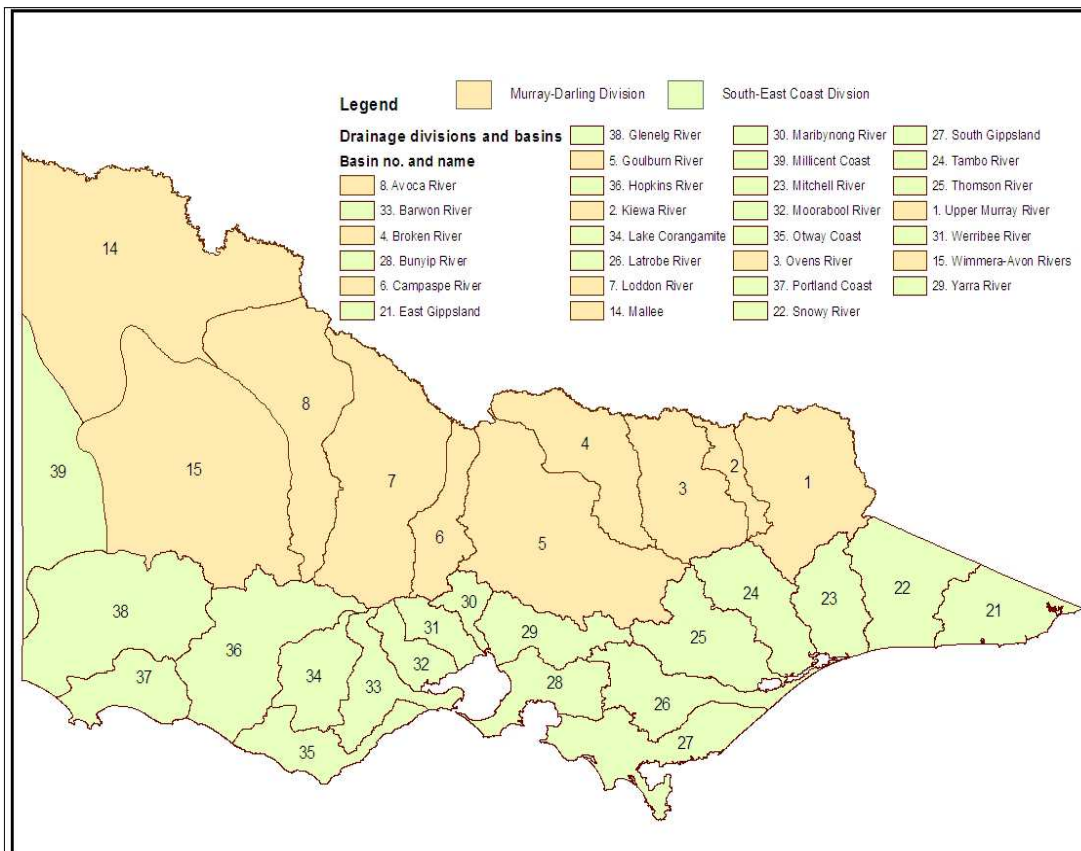 Murray-Darling Division
South-East Coast Divsion
Legend
Drainage divisions and basins
Basin no. and name
8. Avoca River
33. Barwon River
4. Broken River
28. Bunyip River
6. Campaspe River
21. East Gippsland
38. Glenelg River
5. Goulburn River
36. Hopkins River
2. Kiewa River
34. Lake Corangamite
26. Latrobe River
7. Loddon River
14. Mallee
30. Maribynong River
39. Millicent Coast
23. Mitchell River
32. Moorabool River
35. Otway Coast
3. Ovens River
37. Portland Coast
22. Snowy River
27. South Gippsland
24. Tambo River
25. Thomson River
1. Upper Murray River
31. Werribee River
15. Wimmera-Avon Rivers
29. Yarra River
14
8
4
39
15
7
3
2
1
6
5
38
30
24
23
22
21
31
29
25
36
34
32
33
28
37
26
35
27